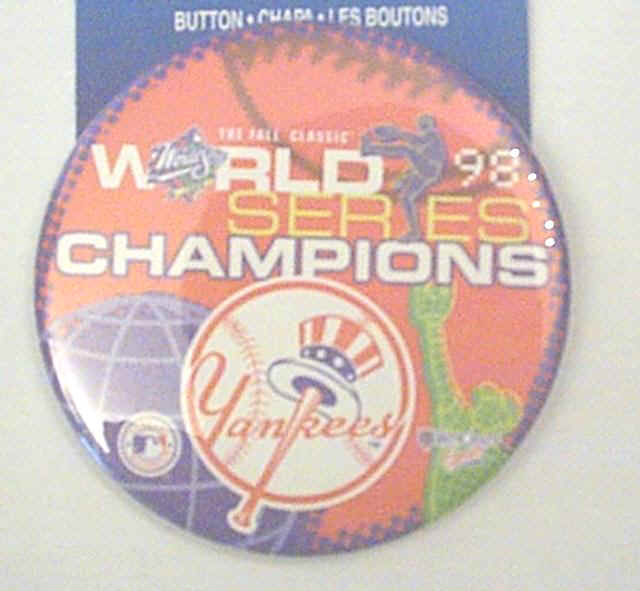 BUTTON • CHAPA • LES BOUTONS
THE FALL CLASSIC
WORLD 98
SERIES
CHAMPIONS
Yankees